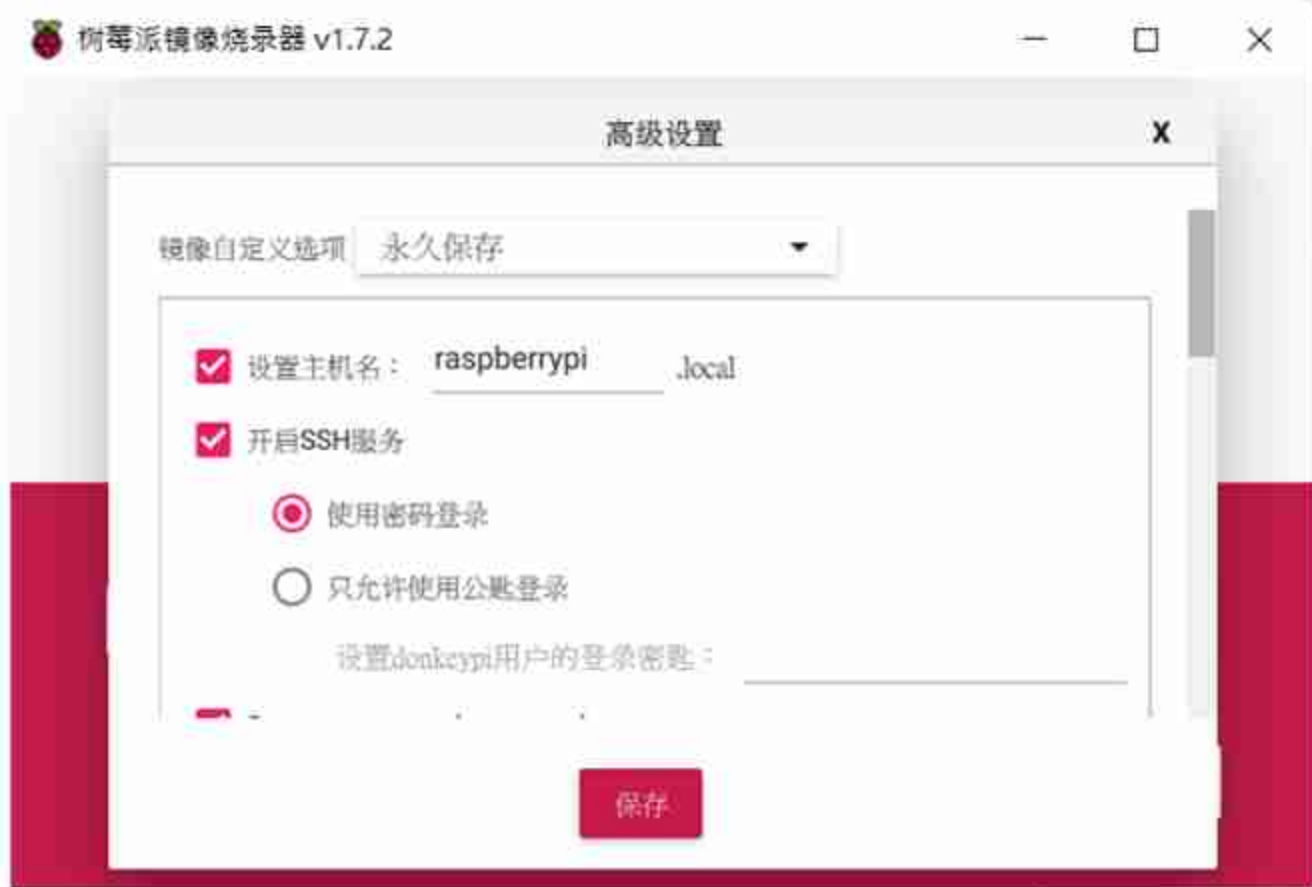 树莓派镜像烧录器 v1.7.2
高级设置 X
镜像自定义选项 永久保存
设置主机名： raspberrypi .local
开启SSH服务
使用密码登录
只允许使用公匙登录
设置donkeypi用户的登录密匙：
保存